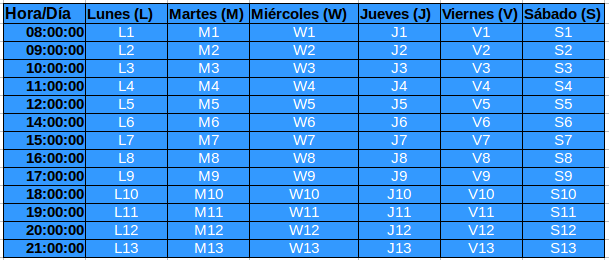 Hora/Día Lunes (L) Martes (M) Miércoles (W) Jueves (J) Viernes (V) Sábado (S)
08:00:00 L1 M1 W1 J1 V1 S1
09:00:00 L2 M2 W2 J2 V2 S2
10:00:00 L3 M3 W3 J3 V3 S3
11:00:00 L4 M4 W4 J4 V4 S4
12:00:00 L5 M5 W5 J5 V5 S5
14:00:00 L6 M6 W6 J6 V6 S6
15:00:00 L7 M7 W7 J7 V7 S7
16:00:00 L8 M8 W8 J8 V8 S8
17:00:00 L9 M9 W9 J9 V9 S9
18:00:00 L10 M10 W10 J10 V10 S10
19:00:00 L11 M11 W11 J11 V11 S11
20:00:00 L12 M12 W12 J12 V12 S12
21:00:00 L13 M13 W13 J13 V13 S13